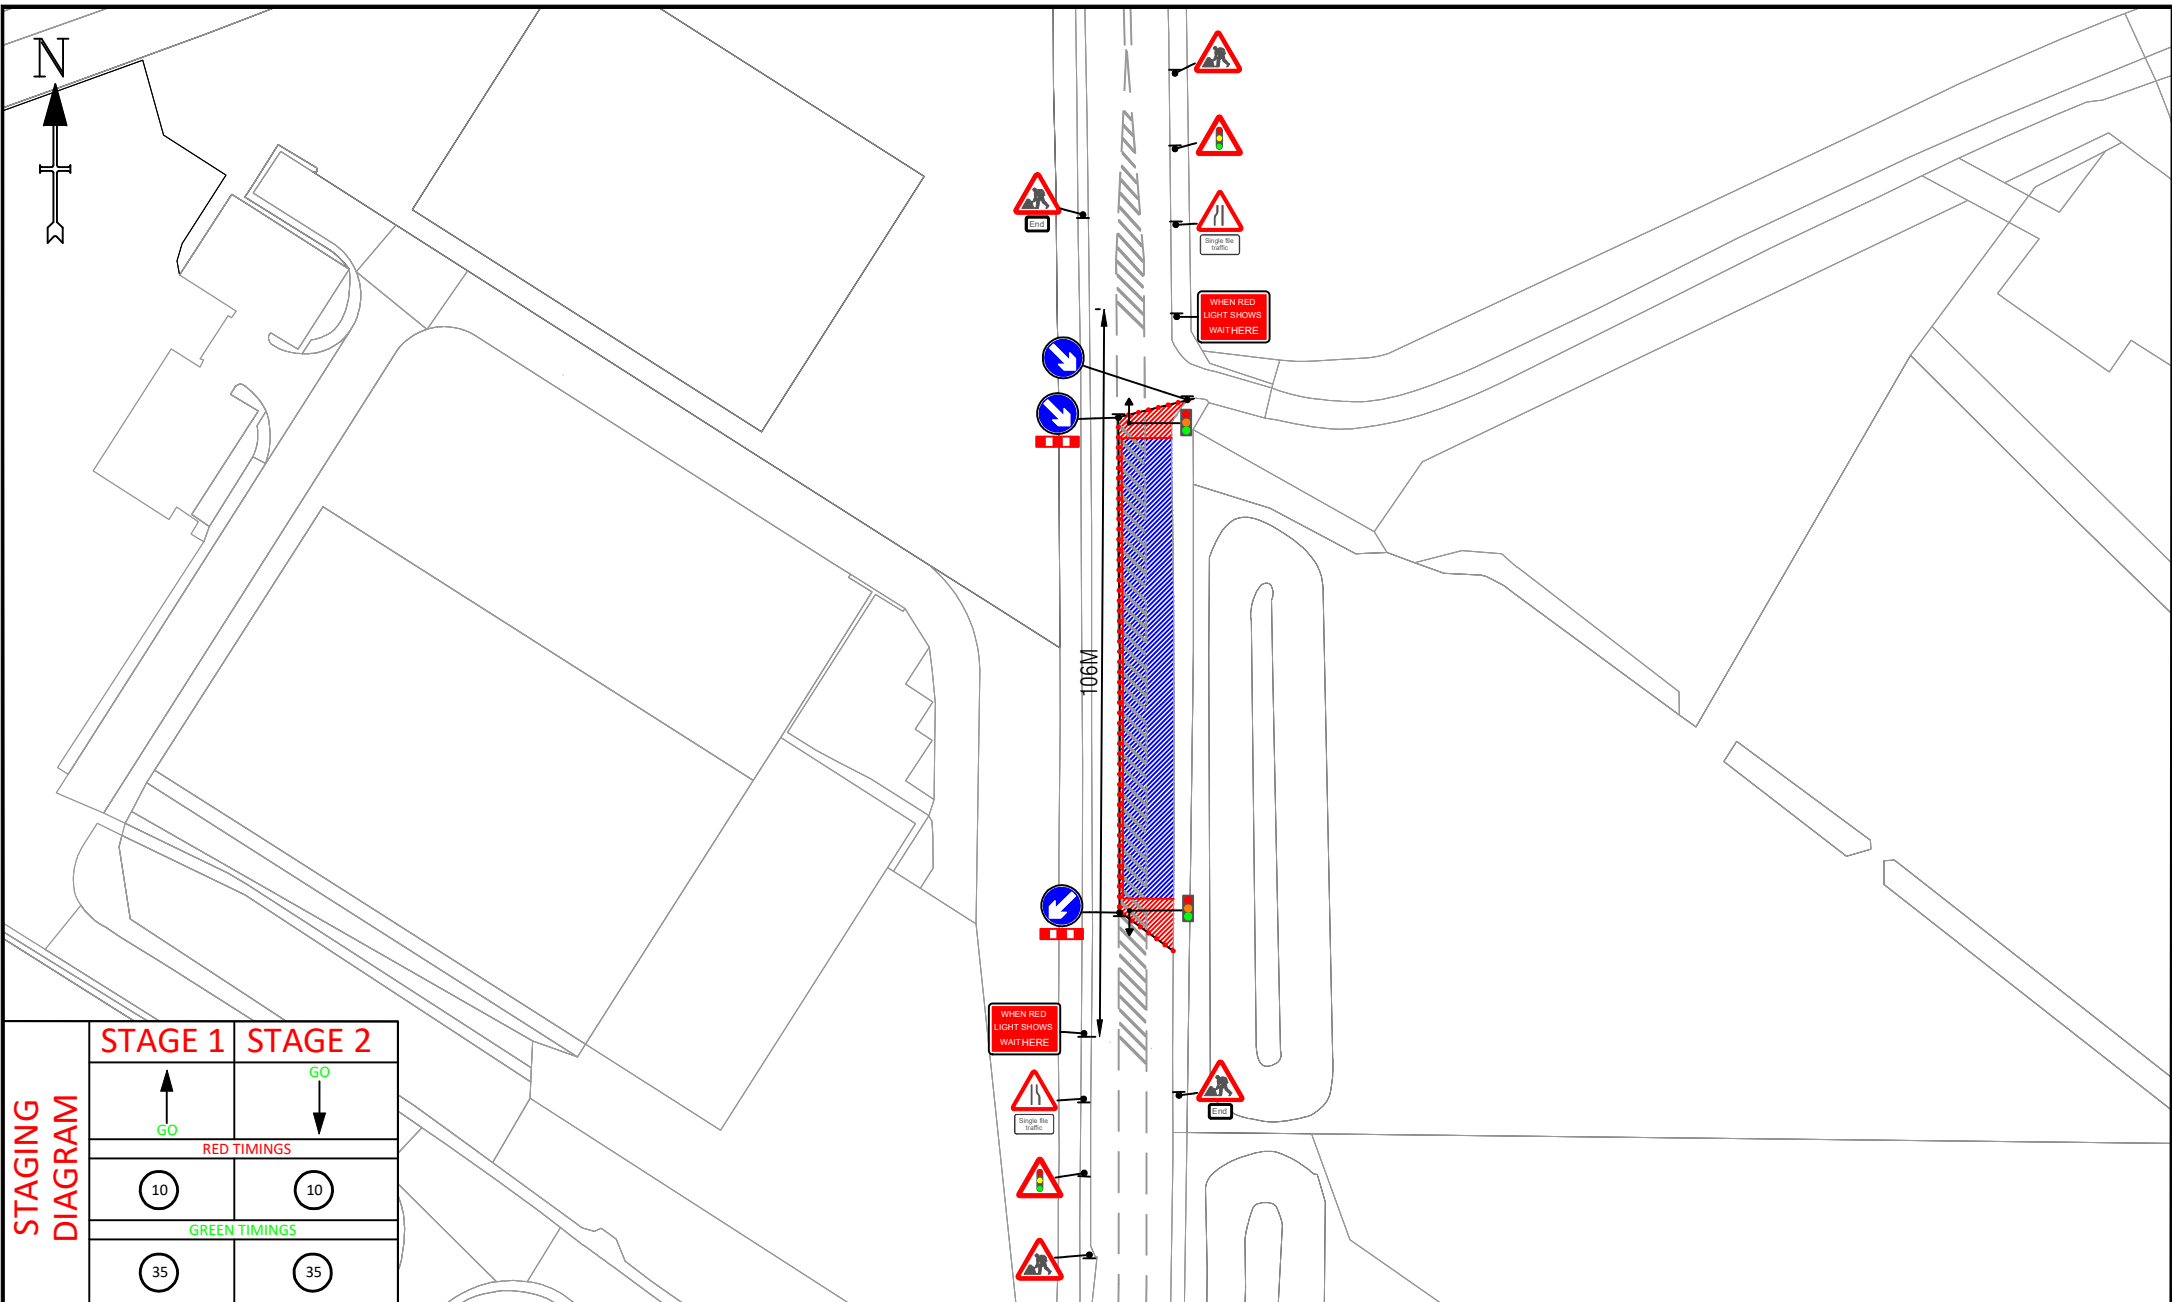 N
End
Single file
traffic
WHEN RED
LIGHT SHOWS
WAIT HERE
106M
WHEN RED
LIGHT SHOWS
WAIT HERE
Single file
traffic
End
STAGING
DIAGRAM
STAGE 1
STAGE 2
GO
GO
RED TIMINGS
10
10
GREEN TIMINGS
35
35